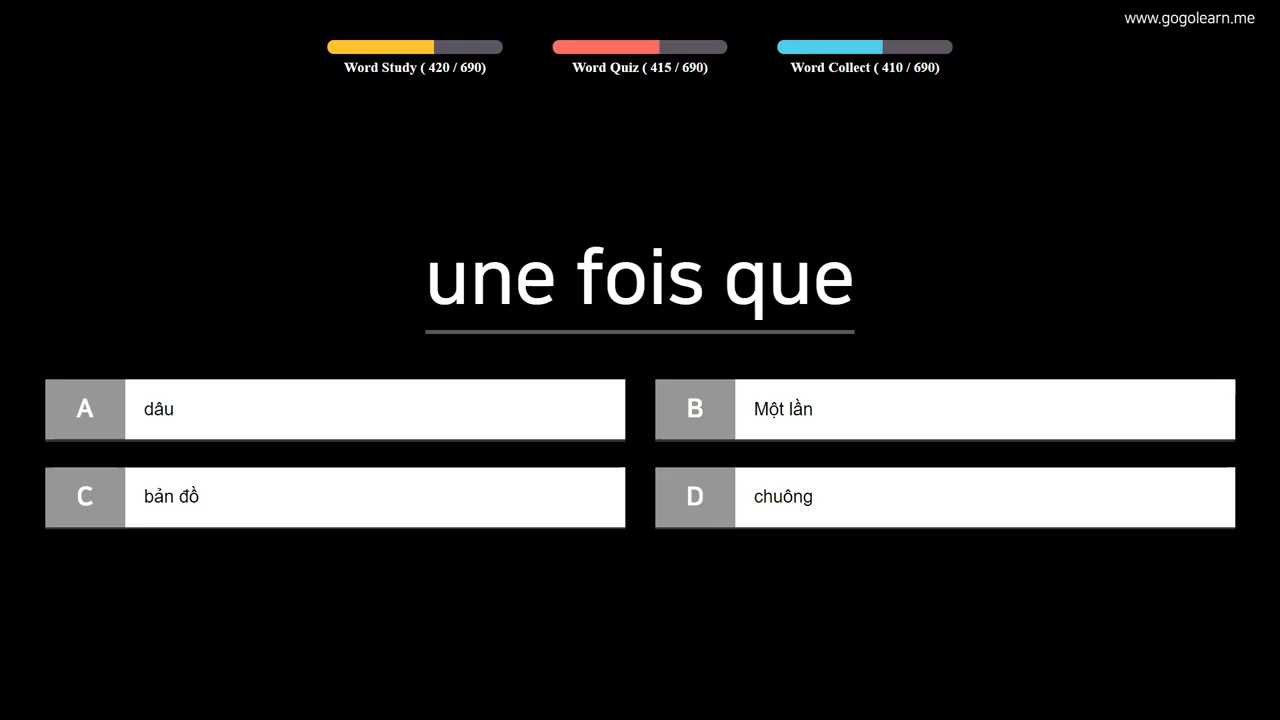 www.gogolearn.me
Word Study ( 420 / 690)
Word Quiz ( 415 / 690)
Word Collect ( 410 / 690)
une fois que
A dâu
B Một lần
C bản đồ
D chuông